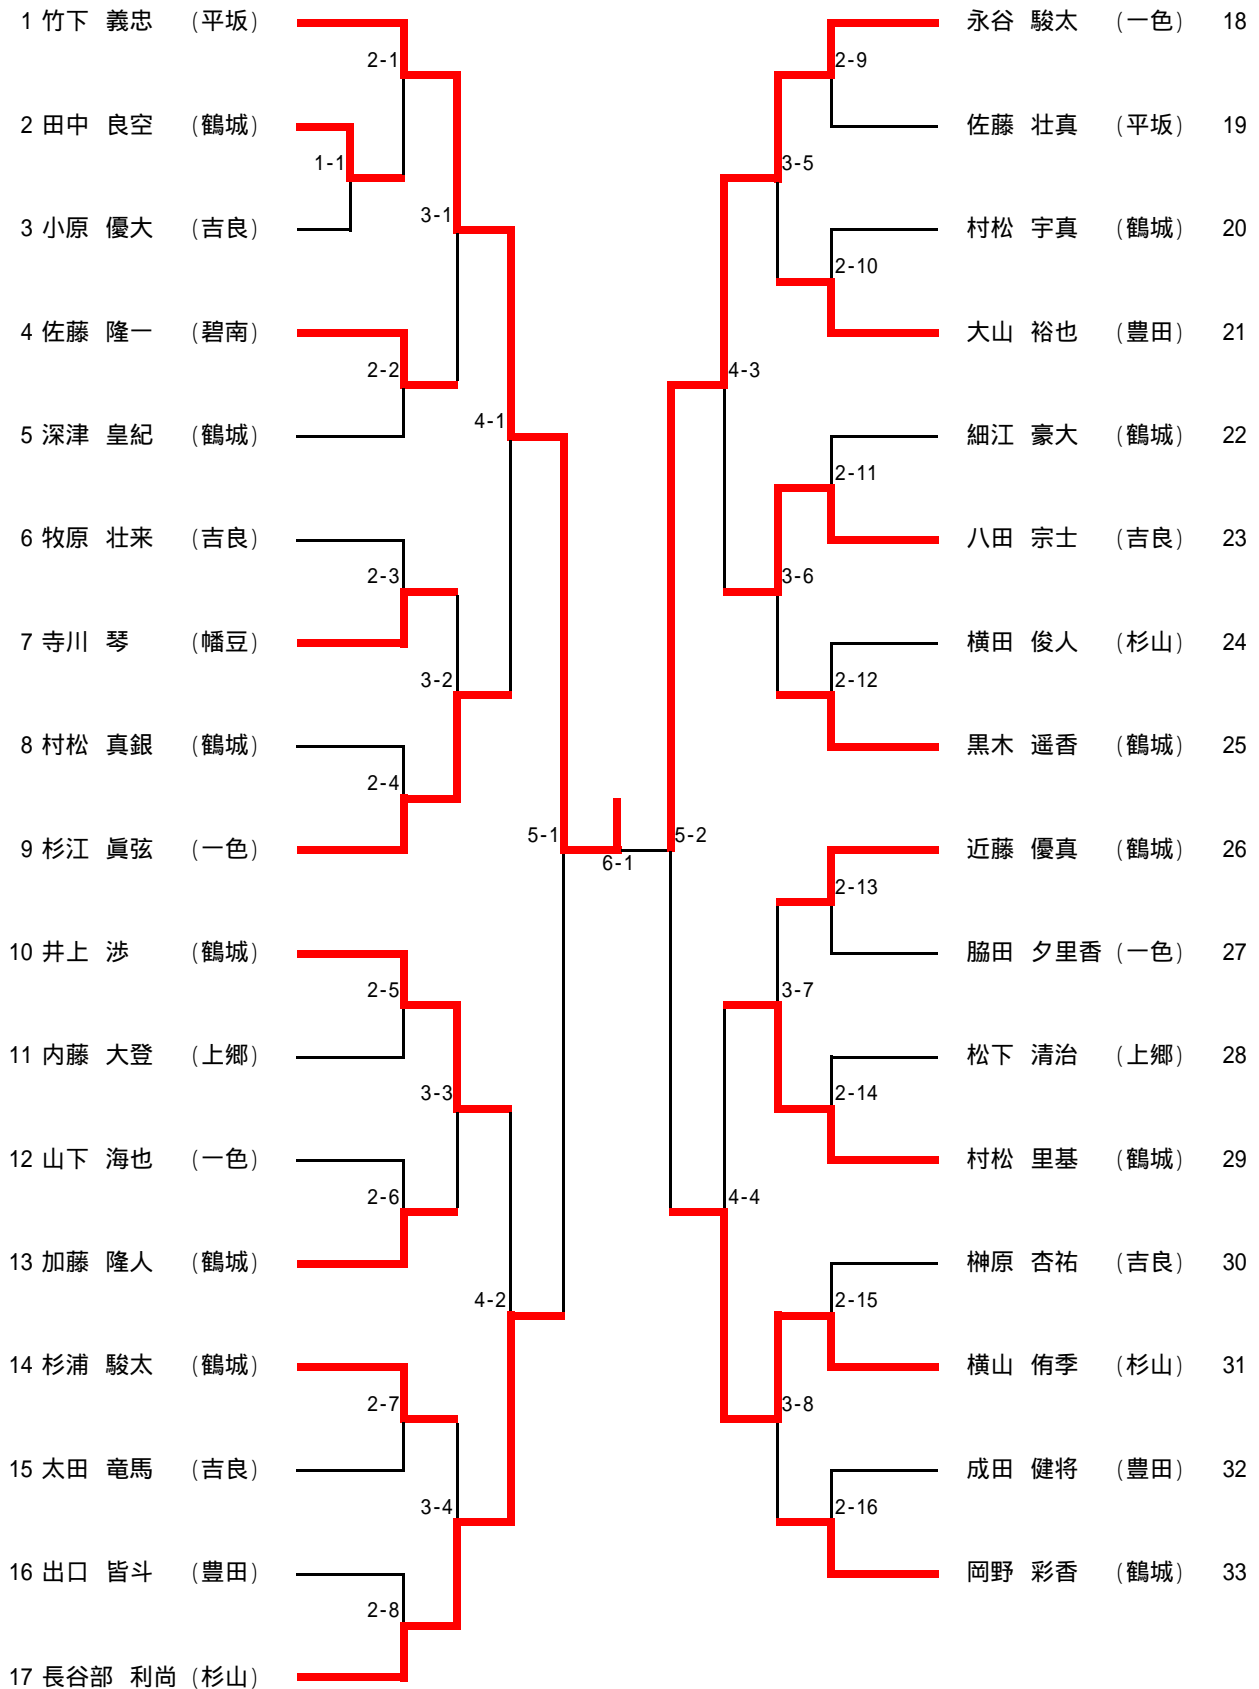 1 竹下 義忠 (平坂)
2-1
2 田中 良空 (鶴城)
1-1
3 小原 優大 (吉良)
3-1
4 佐藤 隆一 (碧南)
2-2
5 深津 皇紀 (鶴城)
4-1
6 牧原 壮来 (吉良)
2-3
7 寺川 琴 (幡豆)
3-2
8 村松 真銀 (鶴城)
2-4
9 杉江 眞弦 (一色)
5-1
6-1
10 井上 渉 (鶴城)
2-5
11 内藤 大登 (上郷)
3-3
12 山下 海也 (一色)
2-6
13 加藤 隆人 (鶴城)
4-2
14 杉浦 駿太 (鶴城)
2-7
15 太田 竜馬 (吉良)
3-4
16 出口 皆斗 (豊田)
2-8
17 長谷部 利尚 (杉山)
永谷 駿太 (一色) 18
2-9
佐藤 壮真 (平坂) 19
3-5
村松 宇真 (鶴城) 20
2-10
大山 裕也 (豊田) 21
4-3
細江 豪大 (鶴城) 22
2-11
八田 宗士 (吉良) 23
3-6
横田 俊人 (杉山) 24
2-12
黒木 遥香 (鶴城) 25
5-2
近藤 優真 (鶴城) 26
2-13
脇田 夕里香 (一色) 27
3-7
松下 清治 (上郷) 28
2-14
村松 里基 (鶴城) 29
4-4
榊原 杏祐 (吉良) 30
2-15
横山 侑季 (杉山) 31
3-8
成田 健将 (豊田) 32
2-16
岡野 彩香 (鶴城) 33